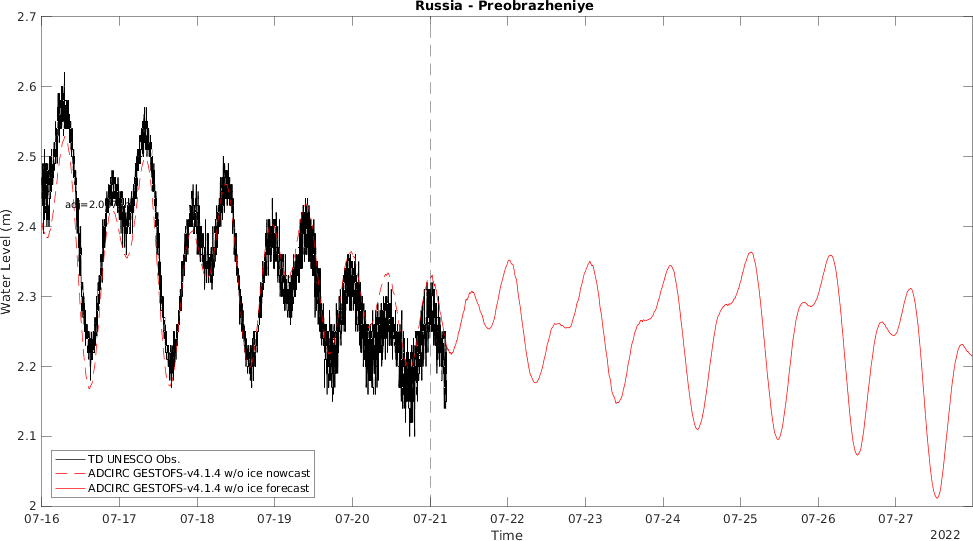 Russia - Preobrazheniye
2.7
2.6
2.5
2.4
2.3
2.2
2.1
2
Water Level (m)
TD UNESCO Obs.
ADCIRC GESTOFS-v4.1.4 w/o ice nowcast
ADCIRC GESTOFS-v4.1.4 w/o ice forecast
07-16 07-17 07-18 07-19 07-20 07-21 07-22 07-23 07-24 07-25 07-26 07-27
Time
2022